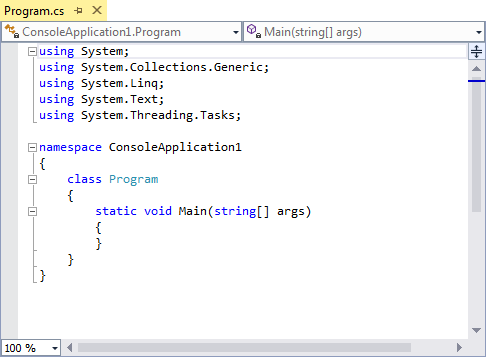 Program.cs
ConsoleApplication1.Program Main(string[] args)
using System;
using System.Collections.Generic;
using System.Linq;
using System.Text;
using System.Threading.Tasks;
namespace ConsoleApplication1
{
class Program
{
static void Main(string[] args)
{
}
}
}
100 %